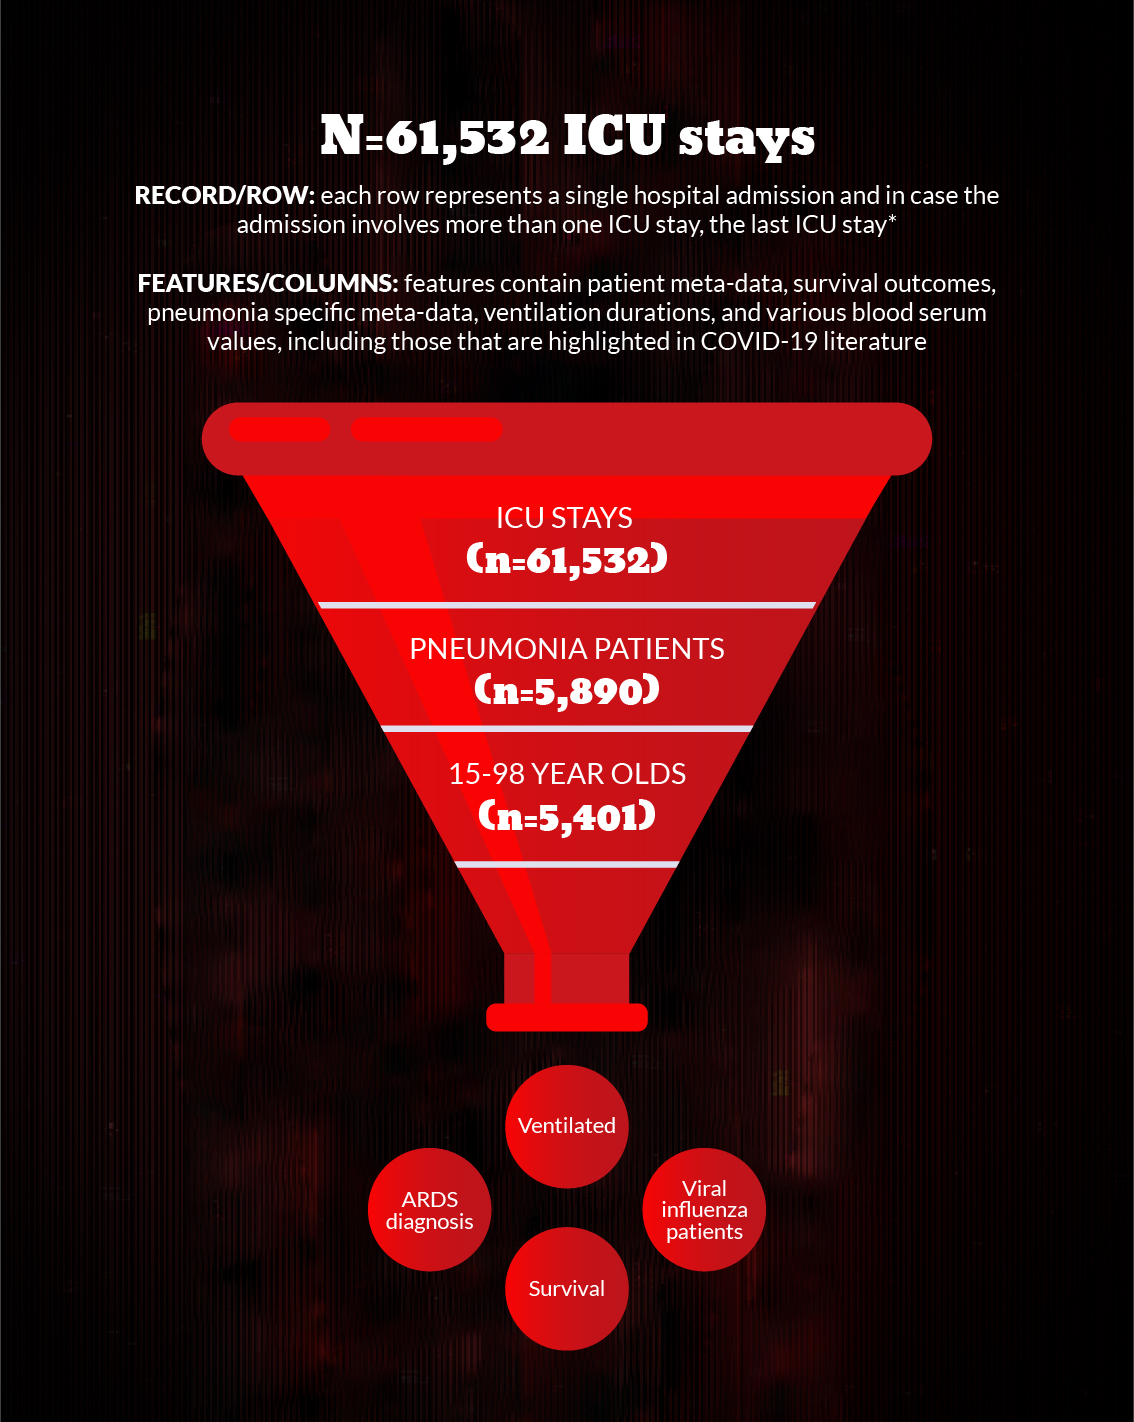 N=61,532 ICU stays
RECORD/ROW: each row represents a single hospital admission and in case the
admission involves more than one ICU stay, the last ICU stay*
FEATURES/COLUMNS: features contain patient meta-data, survival outcomes,
pneumonia specific meta-data, ventilation durations, and various blood serum
values, including those that are highlighted in COVID-19 literature
ICU STAYS
(n=61,532)
PNEUMONIA PATIENTS
(n=5,890)
15-98 YEAR OLDS
(n=5,401)
Ventilated
ARDS
diagnosis
Viral
influenza
patients
Survival